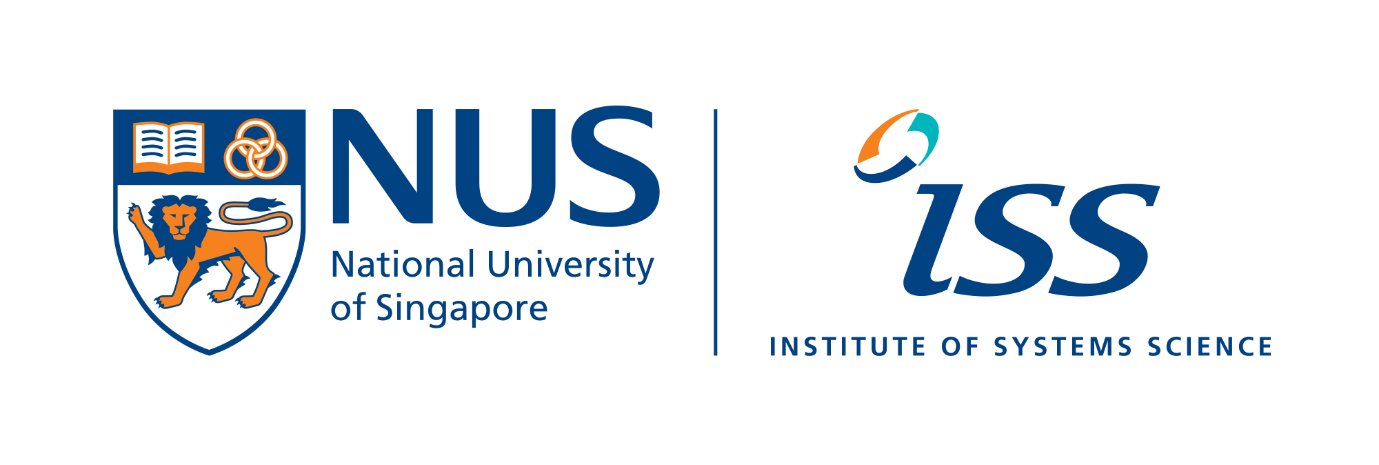 NUS
National University
of Singapore
iss
INSTITUTE OF SYSTEMS SCIENCE